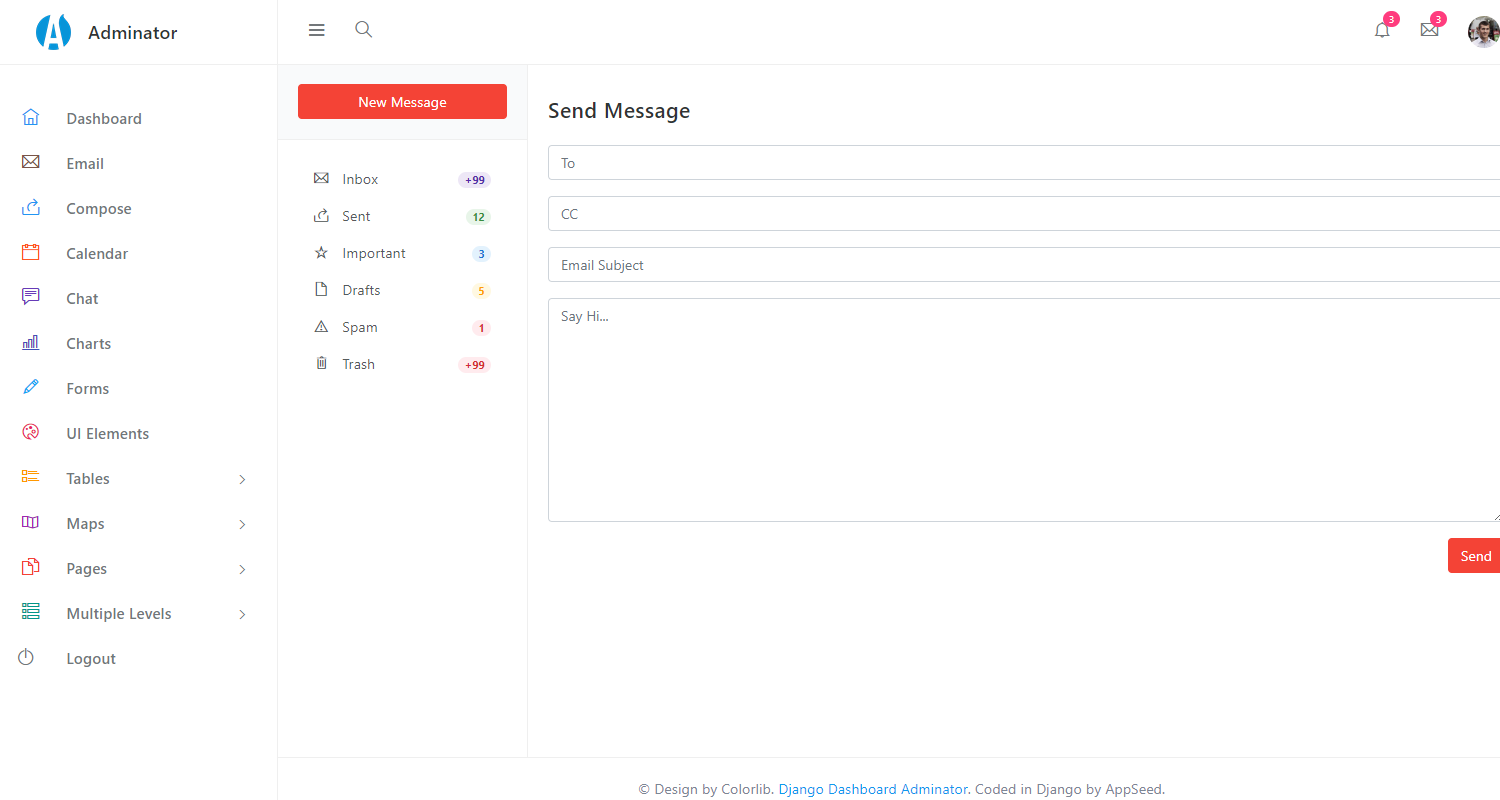 Adminator
3
3
Dashboard
Email
Compose
Calendar
Chat
Charts
Forms
UI Elements
Tables
Maps
Pages
Multiple Levels
Logout
New Message
Inbox +99
Sent 12
Important 3
Drafts 5
Spam 1
Trash +99
Send Message
To
CC
Email Subject
Say Hi...
Send
© Design by Colorlib. Django Dashboard Adminator. Coded in Django by AppSeed.